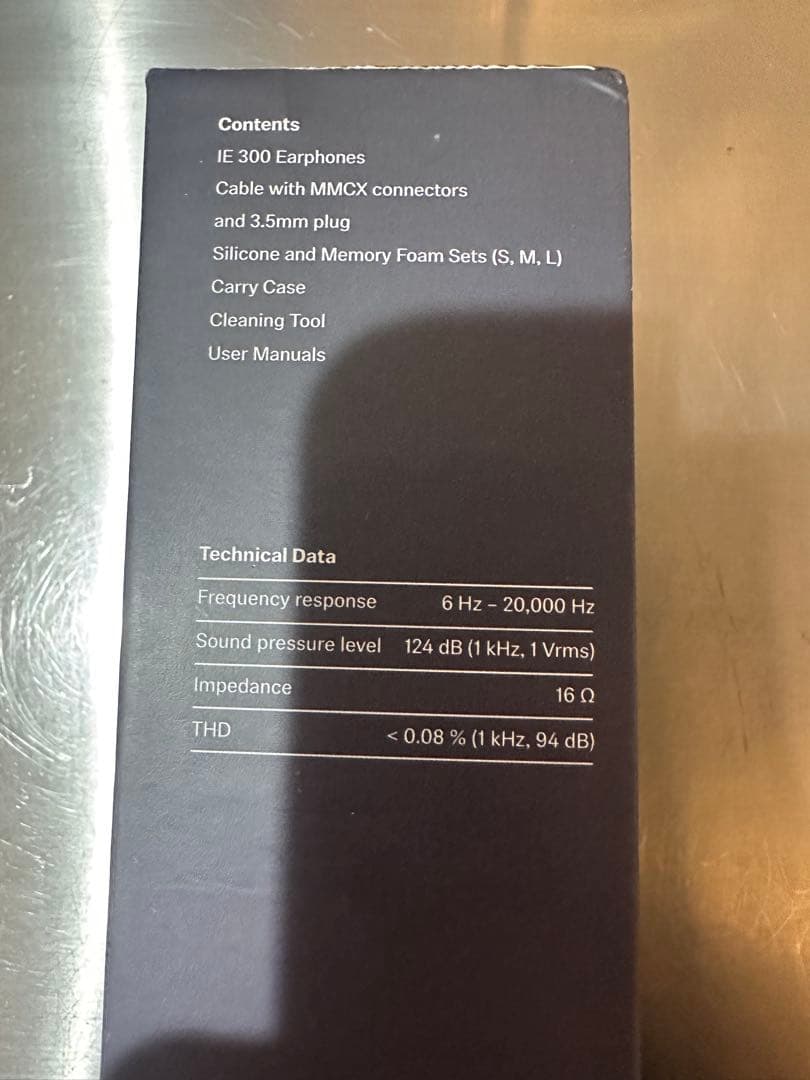 Contents
IE 300 Earphones
Cable with MMCX connectors
and 3.5mm plug
Silicone and Memory Foam Sets (S, M, L)
Carry Case
Cleaning Tool
User Manuals
Technical Data
Frequency response 6 Hz – 20,000 Hz
Sound pressure level 124 dB (1 kHz, 1 Vrms)
Impedance 16 Ω
THD < 0.08 % (1 kHz, 94 dB)